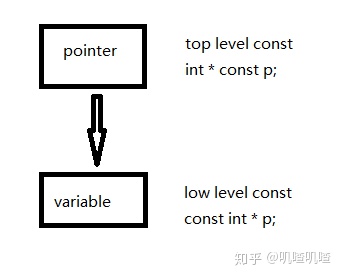 pointer
top level const
int * const p;
variable
low level const
const int * p;
知乎 @叽喳叽喳